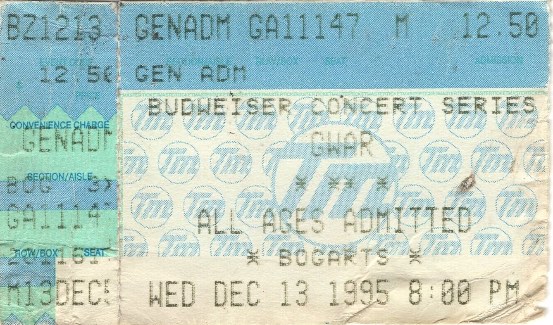 BZ1213 GENADM GA11147 M 12.50
12.50 GEN ADM
BUDWEISER CONCERT SERIES
CONVENIENCE CHARGE
GENADM GWAR
SECTION/AISLE
BOG * ** *
GA1114 ALL AGES ADMITTED
ROW/BOX SEAT
* BOGARTS *
M13DEC5 WED DEC 13 1995 8:00 PM
Tm